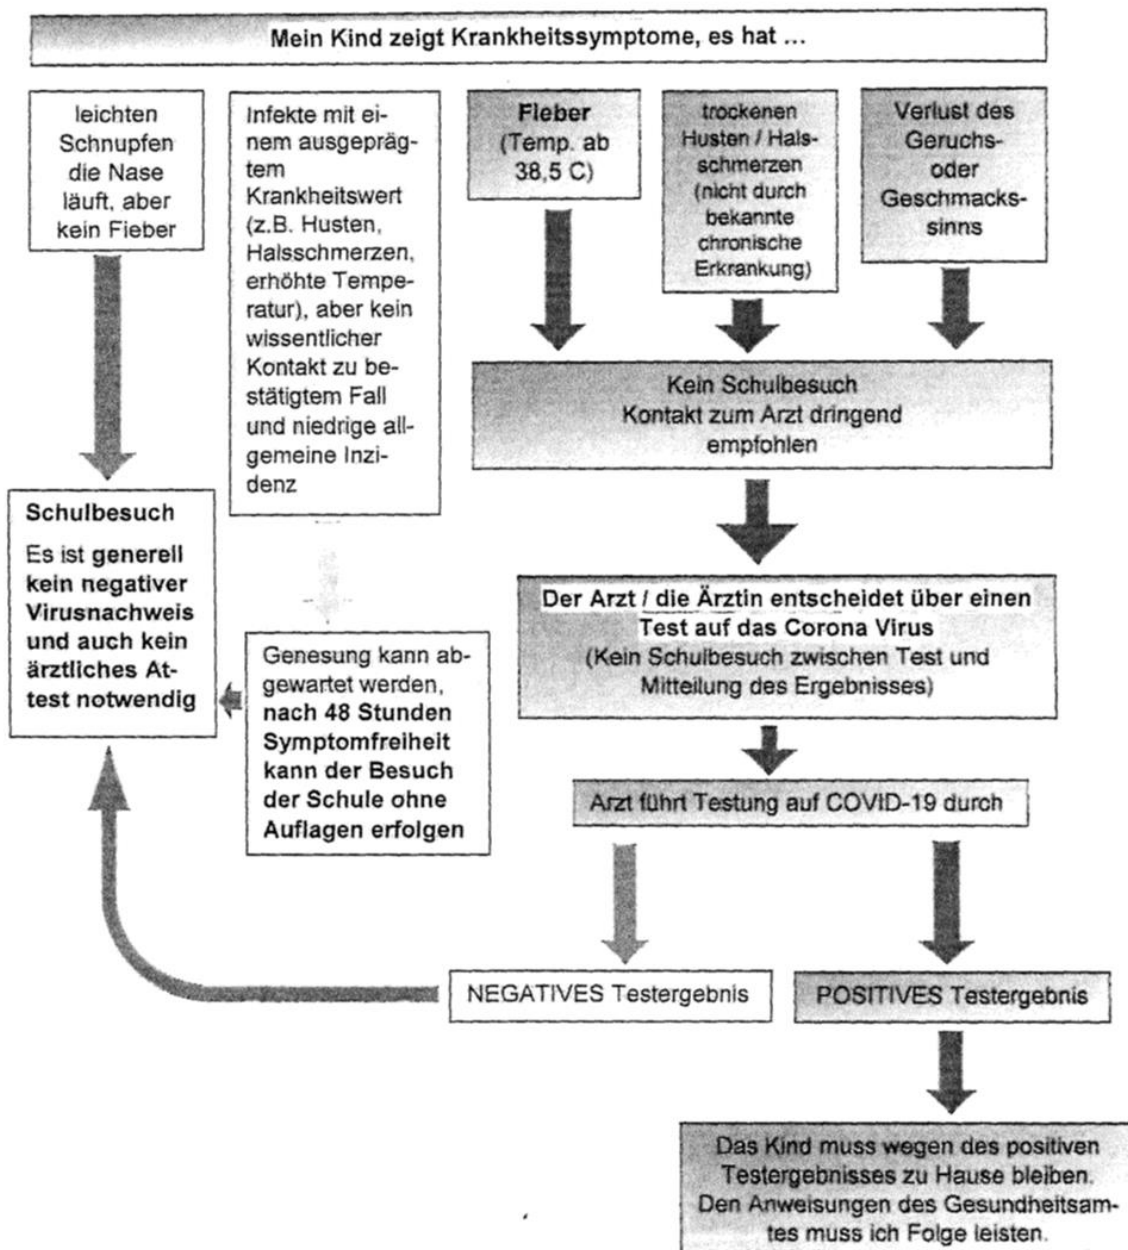 Mein Kind zeigt Krankheitssymptome, es hat ...
leichten
Schnupfen
die Nase
läuft, aber
kein Fieber
Infekte mit ei-
nem ausgepräg-
tem
Krankheitswert
(z.B. Husten,
Halsschmerzen,
erhöhte Tempe-
ratur), aber kein
wissentlicher
Kontakt zu be-
stätigtem Fall
und niedrige all-
gemeine Inzi-
denz
Fieber
(Temp. ab
38,5 C)
trockenen
Husten / Hals-
schmerzen
(nicht durch
bekannte
chronische
Erkrankung)
Verlust des
Geruchs-
oder
Geschmacks-
sinns
Kein Schulbesuch
Kontakt zum Arzt dringend
empfohlen
Schulbesuch
Es ist generell
kein negativer
Virusnachweis
und auch kein
ärztliches At-
test notwendig
Genesung kann ab-
gewartet werden,
nach 48 Stunden
Symptomfreiheit
kann der Besuch
der Schule ohne
Auflagen erfolgen
Der Arzt / die Ärztin entscheidet über einen
Test auf das Corona Virus
(Kein Schulbesuch zwischen Test und
Mitteilung des Ergebnisses)
Arzt führt Testung auf COVID-19 durch
NEGATIVES Testergebnis
POSITIVES Testergebnis
Das Kind muss wegen des positiven
Testergebnisses zu Hause bleiben.
Den Anweisungen des Gesundheitsam-
tes muss ich Folge leisten.